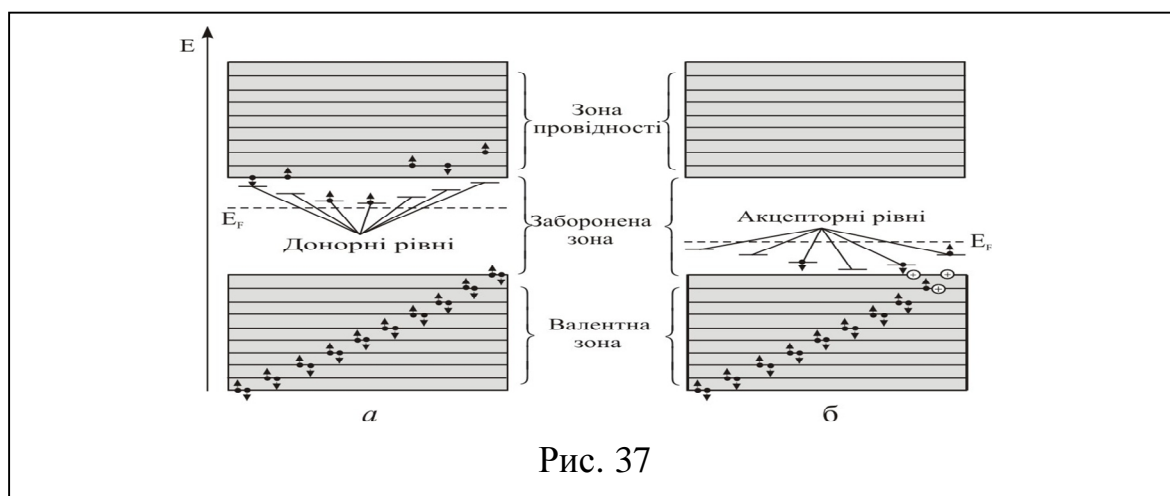 E
Зона
провідності
Заборонена
зона
Акцепторні рівні
E_F
E_F
Донорні рівні
Валентна
зона
а
б
Рис. 37